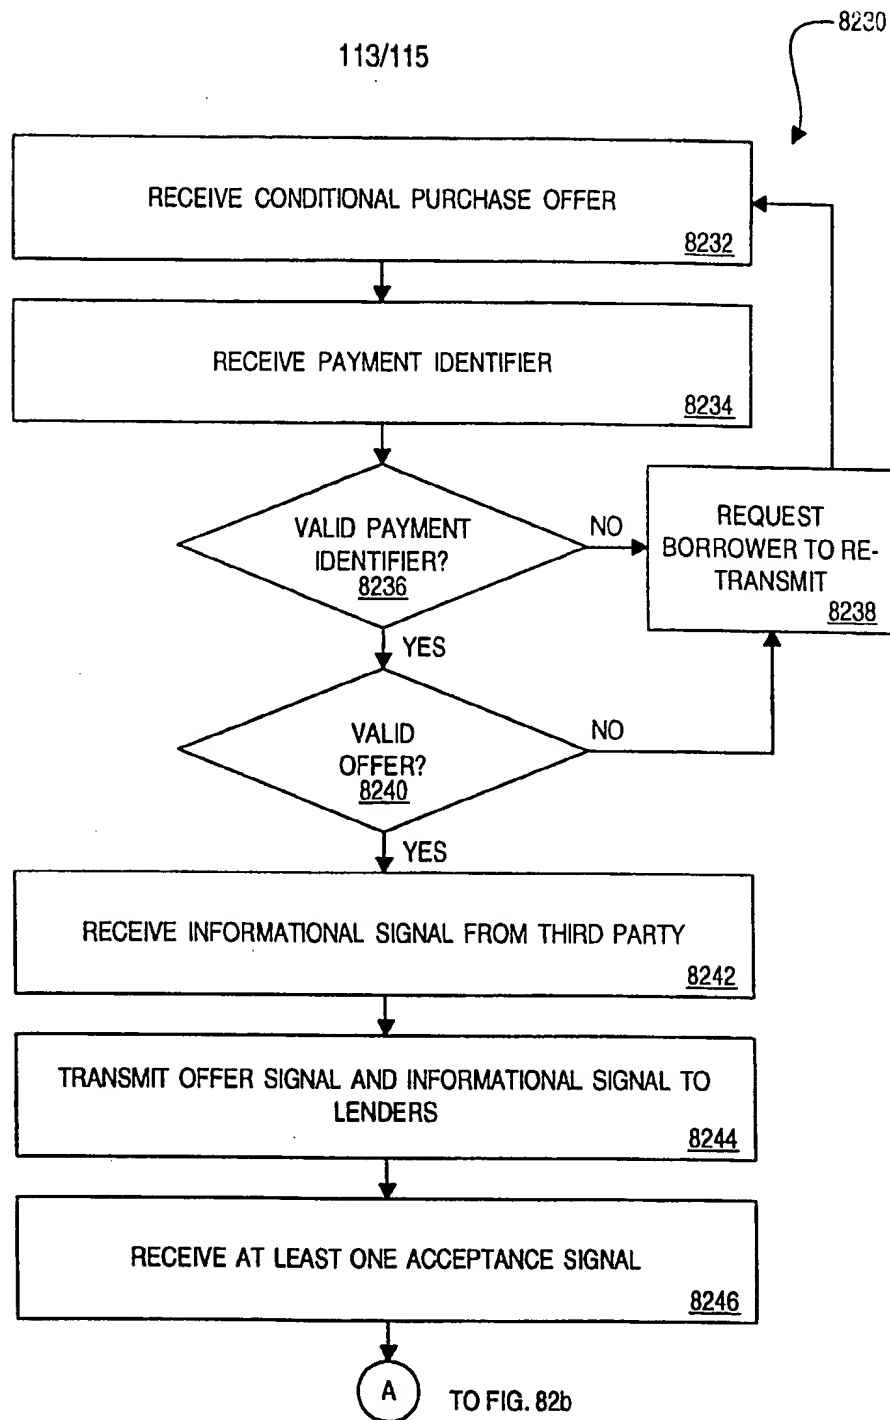 8230
113/115
RECEIVE CONDITIONAL PURCHASE OFFER
8232
RECEIVE PAYMENT IDENTIFIER
8234
VALID PAYMENT
IDENTIFIER?
8236
NO
REQUEST
BORROWER TO RE-
TRANSMIT
8238
YES
VALID
OFFER?
8240
NO
YES
RECEIVE INFORMATIONAL SIGNAL FROM THIRD PARTY
8242
TRANSMIT OFFER SIGNAL AND INFORMATIONAL SIGNAL TO
LENDERS
8244
RECEIVE AT LEAST ONE ACCEPTANCE SIGNAL
8246
A
TO FIG. 82b